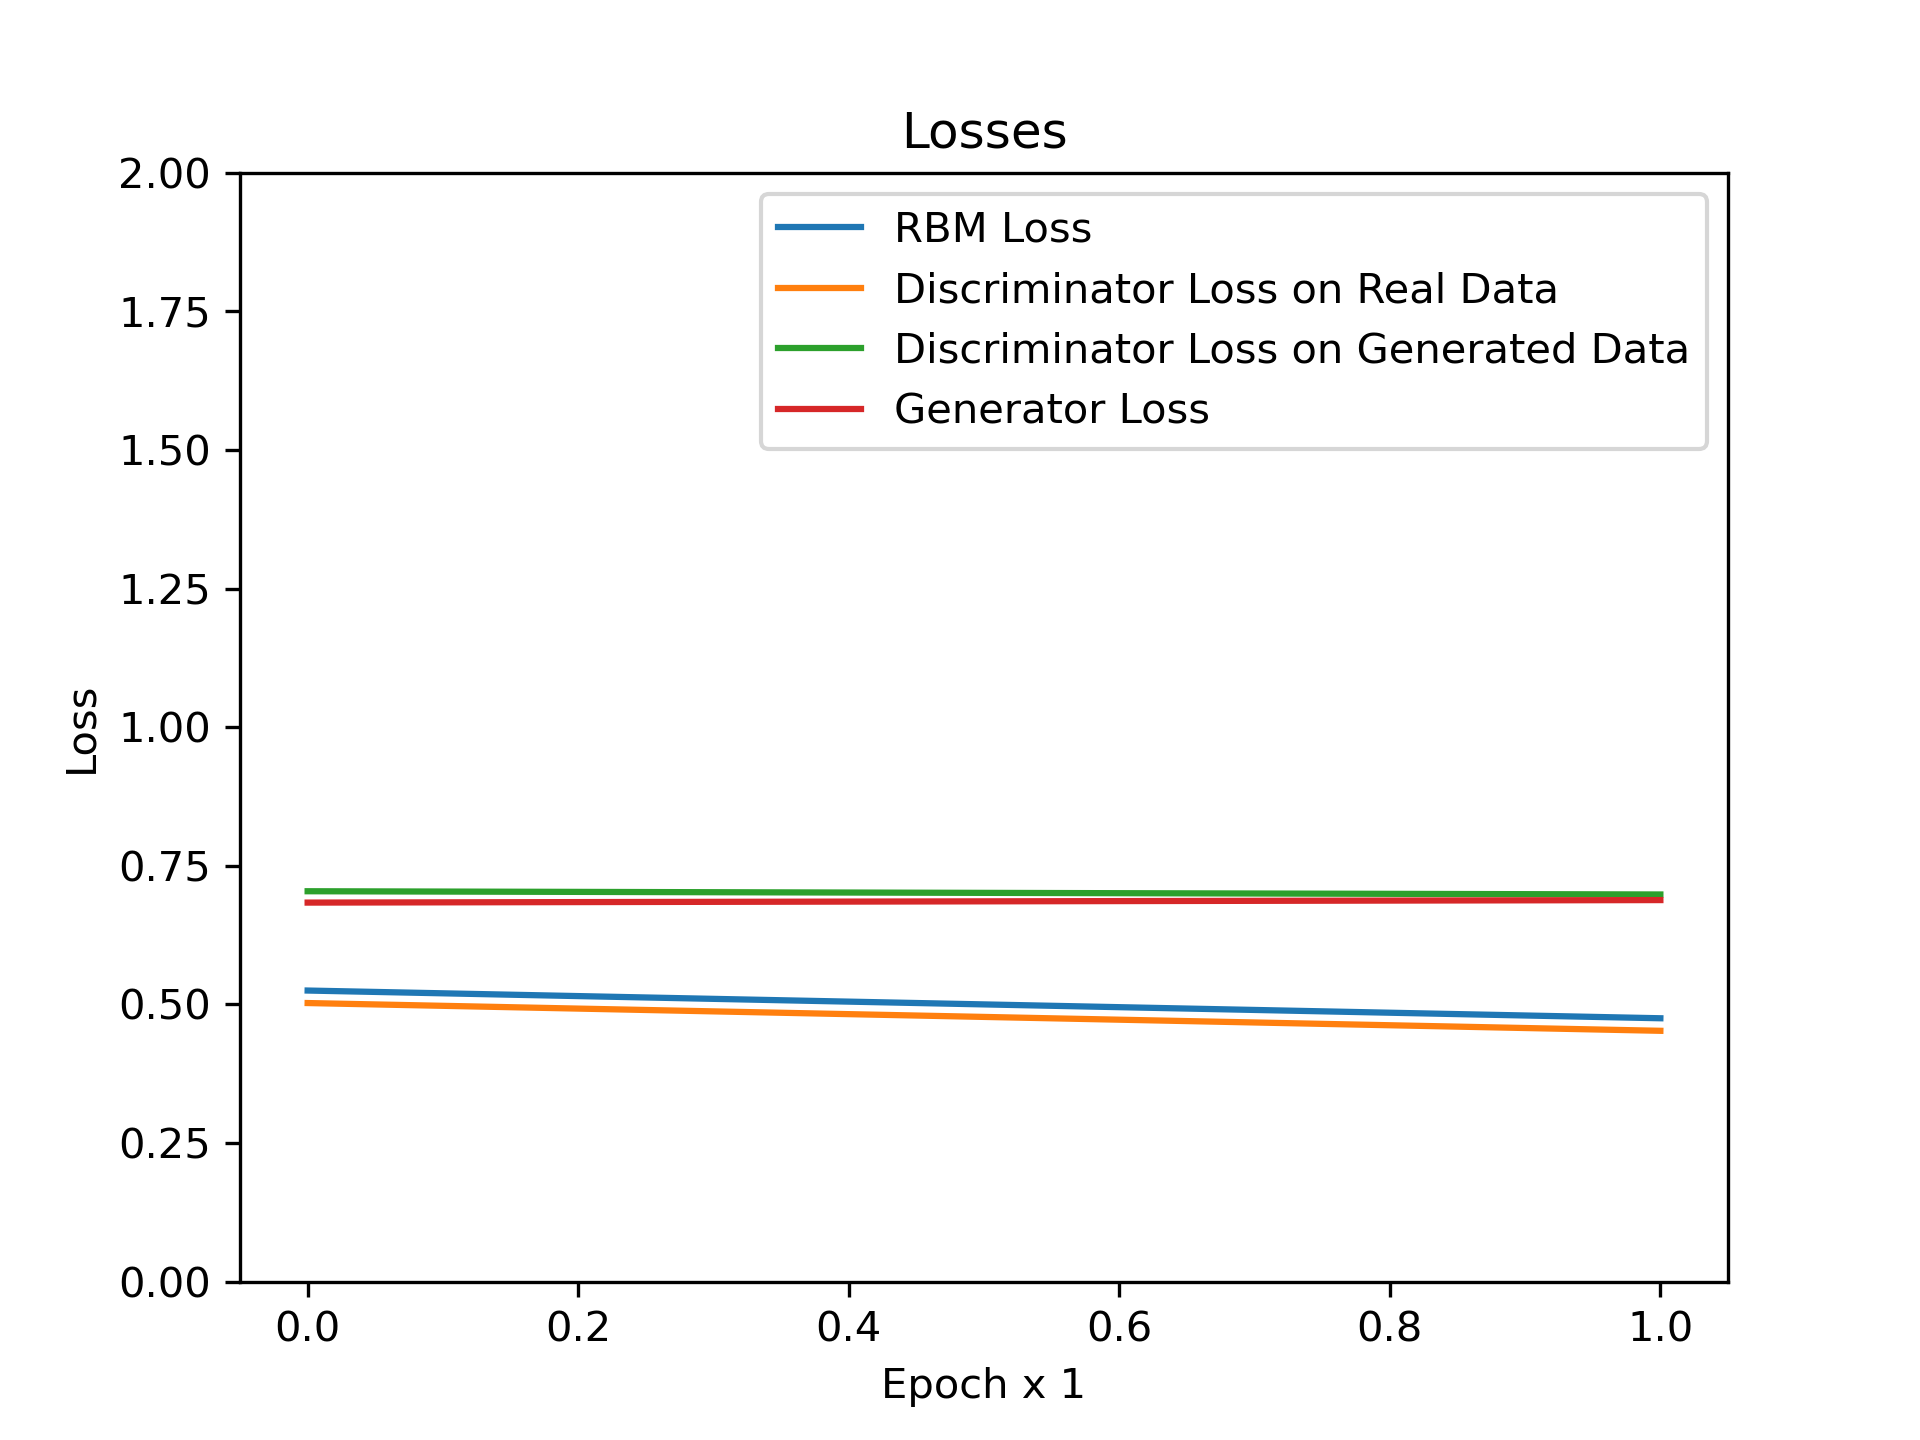 Losses
2.00
1.75
1.50
1.25
1.00
0.75
0.50
0.25
0.00
Loss
RBM Loss
Discriminator Loss on Real Data
Discriminator Loss on Generated Data
Generator Loss
0.0 0.2 0.4 0.6 0.8 1.0
Epoch x 1